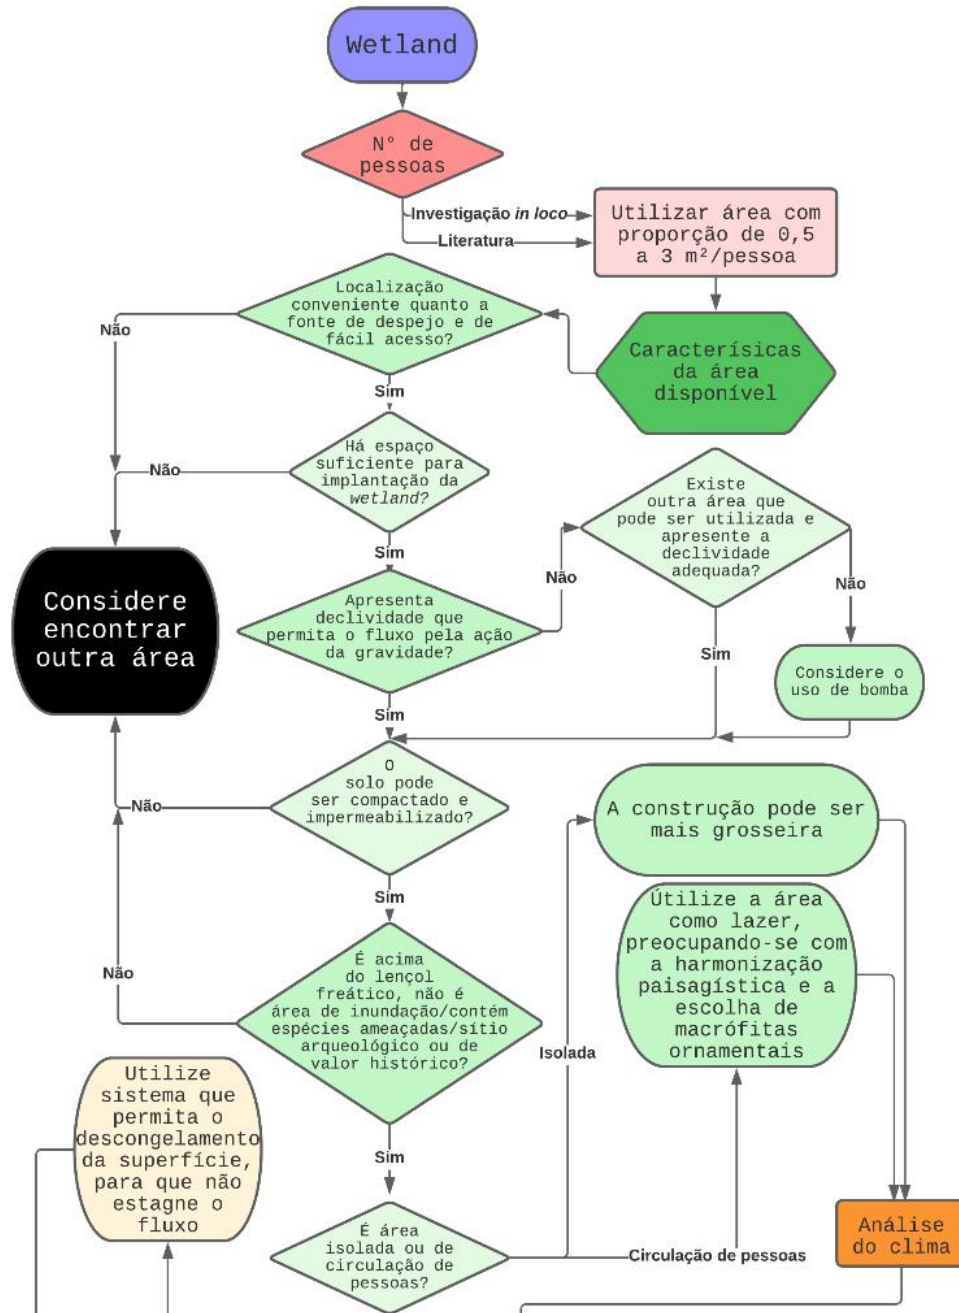 Wetland
N° de
pessoas
Investigação in loco
Literatura
Utilizar área com
proporção de 0,5
a 3 m²/pessoa
Caracterísicas
da área
disponível
Localização
conveniente quanto a
fonte de despejo e de
fácil acesso?
Não
Sim
Há espaço
suficiente para
implantação da
wetland?
Não
Sim
Existe
outra área que
pode ser utilizada e
apresente a
declividade
adequada?
Não
Não
Sim
Considere
encontrar
outra área
Apresenta
declividade que
permita o fluxo pela ação
da gravidade?
Sim
Considere o
uso de bomba
O
solo pode
ser compactado e
impermeabilizado?
Não
Sim
A construção pode ser
mais grosseira
Útilize a área
como lazer,
preocupando-se com
a harmonização
paisagística e a
escolha de
macrófitas
ornamentais
É acima
do lençol
freático, não é
área de inundação/contém
espécies ameaçadas/sítio
arqueológico ou de
valor histórico?
Não
Isolada
Sim
Utilize
sistema que
permita o
descongelamento
da superfície,
para que não
estagne o
fluxo
É área
isolada ou de
circulação de
pessoas?
Circulação de pessoas
Análise
do clima